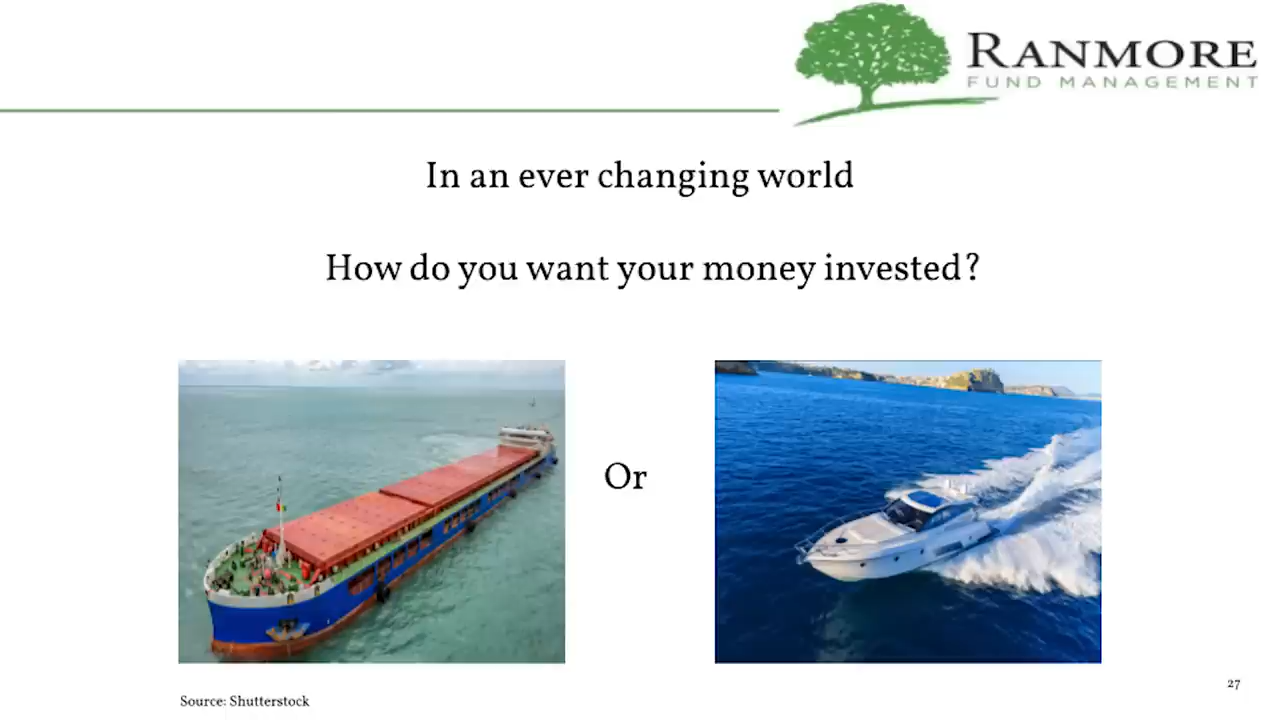 RANMORE
FUND MANAGEMENT
In an ever changing world
How do you want your money invested?
Or
27
Source: Shutterstock